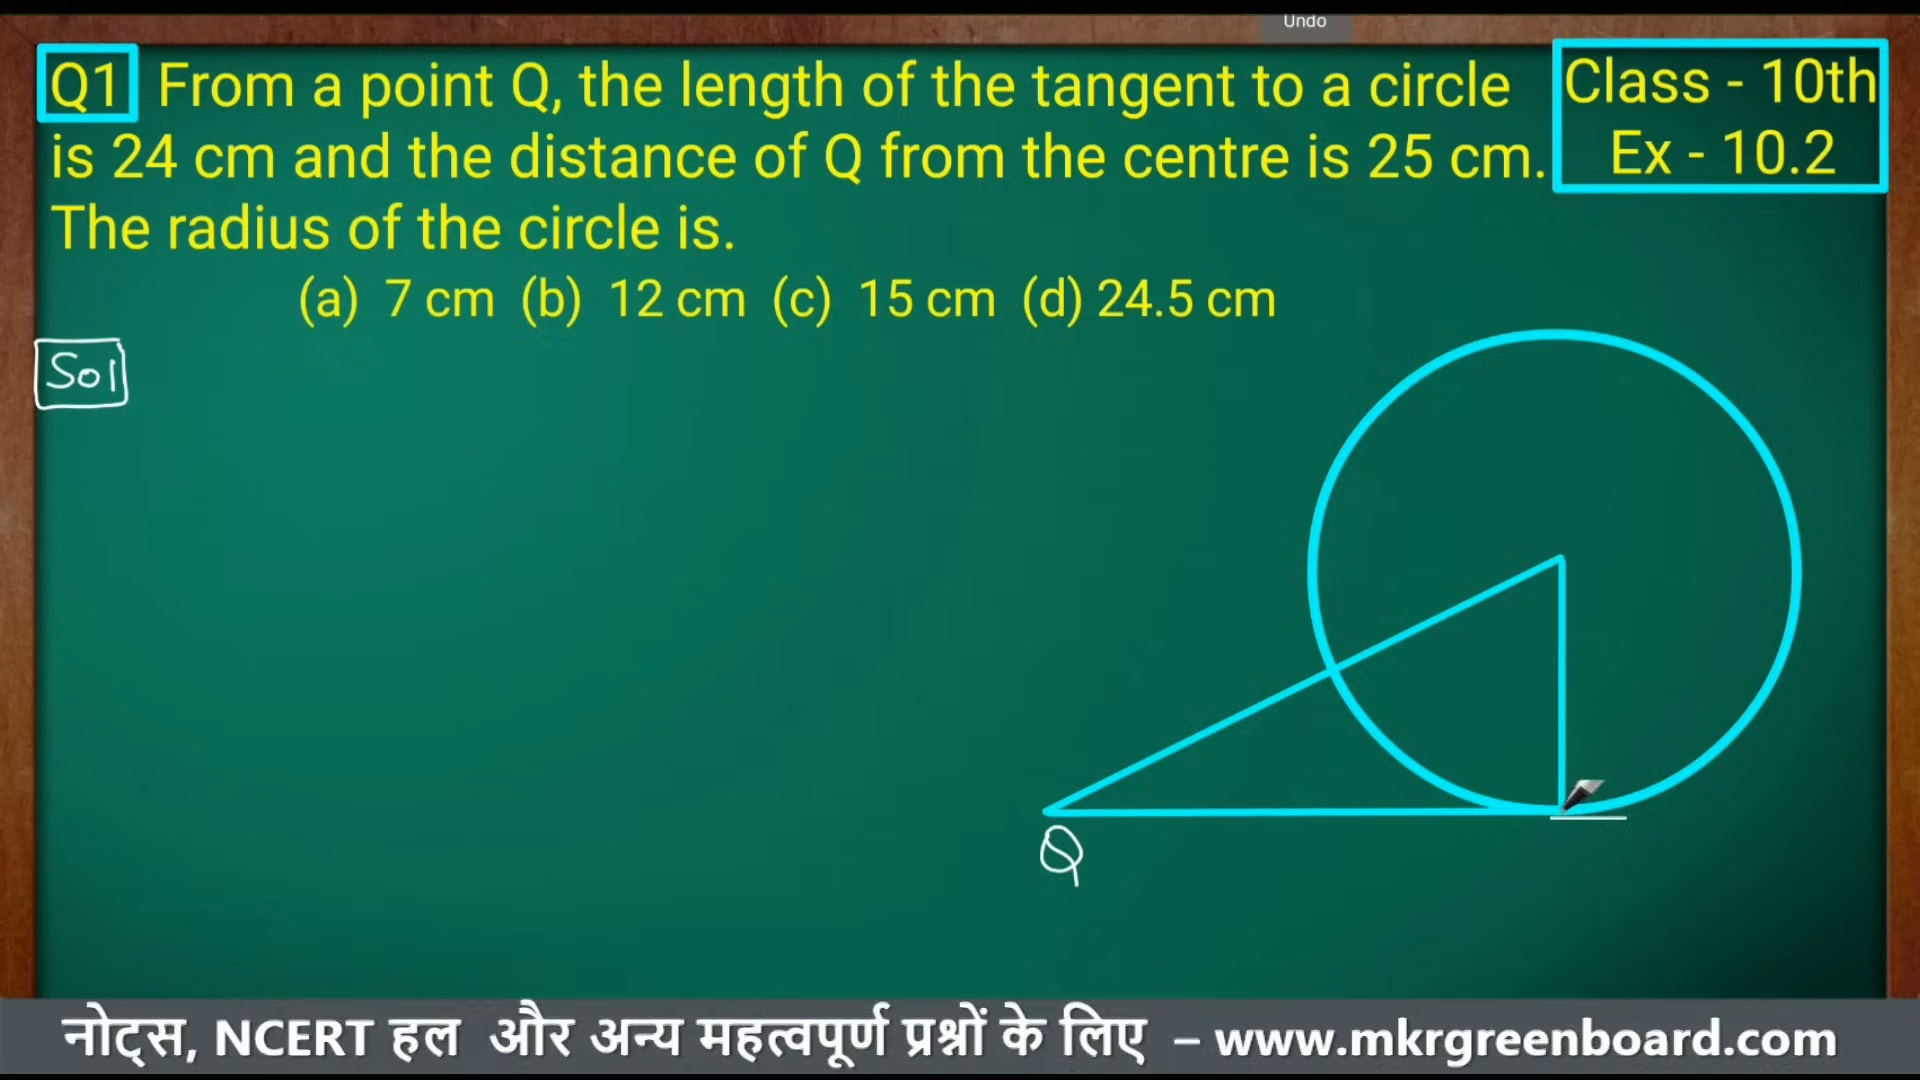 Undo
Q1 From a point Q, the length of the tangent to a circle
is 24 cm and the distance of Q from the centre is 25 cm.
The radius of the circle is.
(a) 7 cm (b) 12 cm (c) 15 cm (d) 24.5 cm
Class - 10th
Ex - 10.2
Sol
Q
नोट्स, NCERT हल और अन्य महत्वपूर्ण प्रश्नों के लिए – www.mkrgreenboard.com